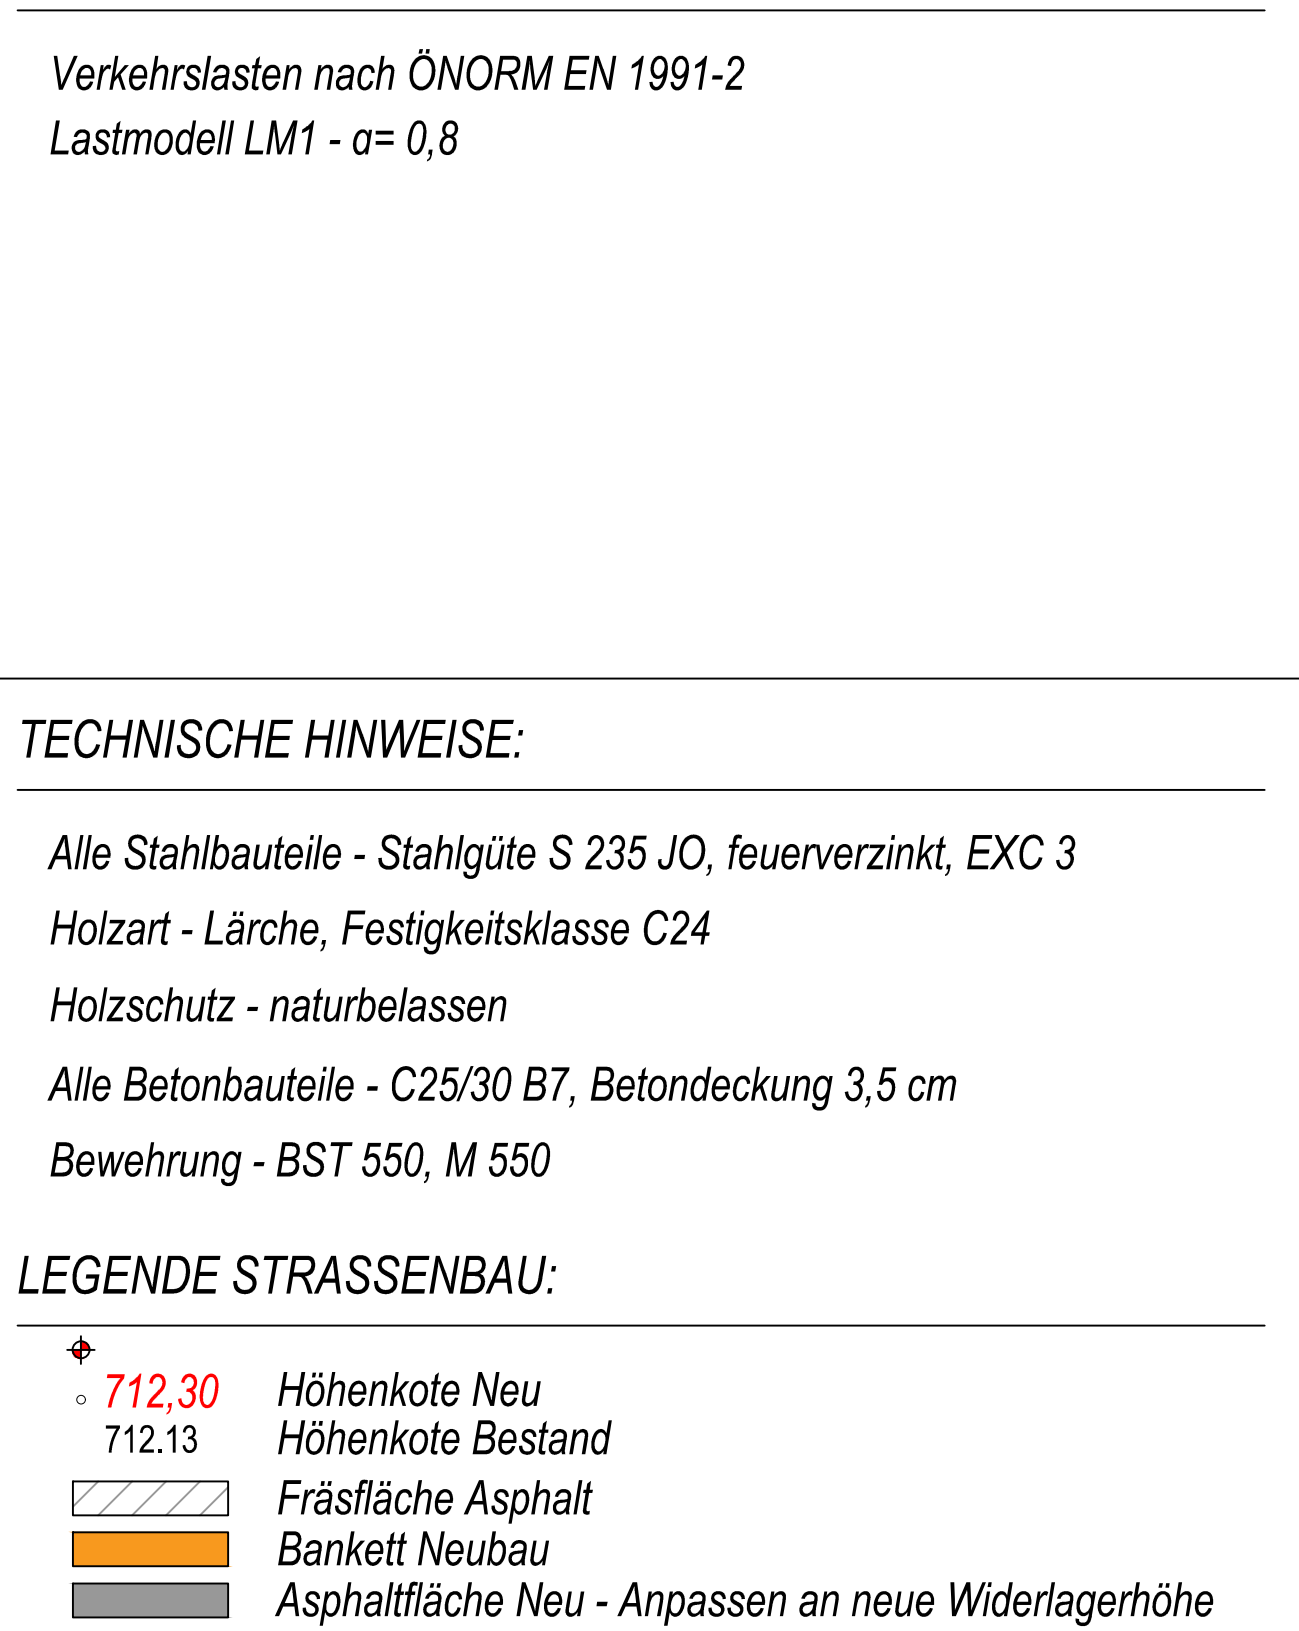 Verkehrslasten nach ÖNORM EN 1991-2
Lastmodell LM1 - α= 0,8
TECHNISCHE HINWEISE:
Alle Stahlbauteile - Stahlgüte S 235 JO, feuerverzinkt, EXC 3
Holzart - Lärche, Festigkeitsklasse C24
Holzschutz - naturbelassen
Alle Betonbauteile - C25/30 B7, Betondeckung 3,5 cm
Bewehrung - BST 550, M 550
LEGENDE STRASSENBAU:
712,30 Höhenkote Neu
712.13 Höhenkote Bestand
Fräsfläche Asphalt
Bankett Neubau
Asphaltfläche Neu - Anpassen an neue Widerlagerhöhe